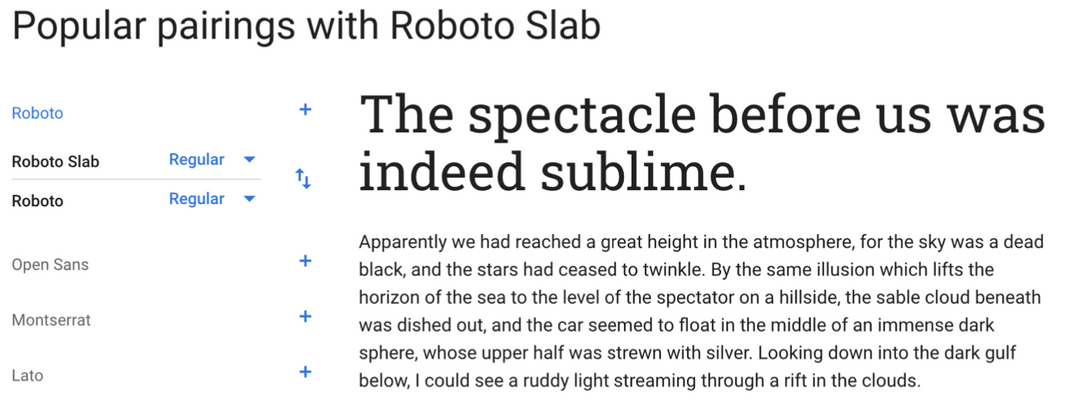 Popular pairings with Roboto Slab
Roboto
Roboto Slab Regular
Roboto Regular
Open Sans
Montserrat
Lato
The spectacle before us was
indeed sublime.
Apparently we had reached a great height in the atmosphere, for the sky was a dead
black, and the stars had ceased to twinkle. By the same illusion which lifts the
horizon of the sea to the level of the spectator on a hillside, the sable cloud beneath
was dished out, and the car seemed to float in the middle of an immense dark
sphere, whose upper half was strewn with silver. Looking down into the dark gulf
below, I could see a ruddy light streaming through a rift in the clouds.